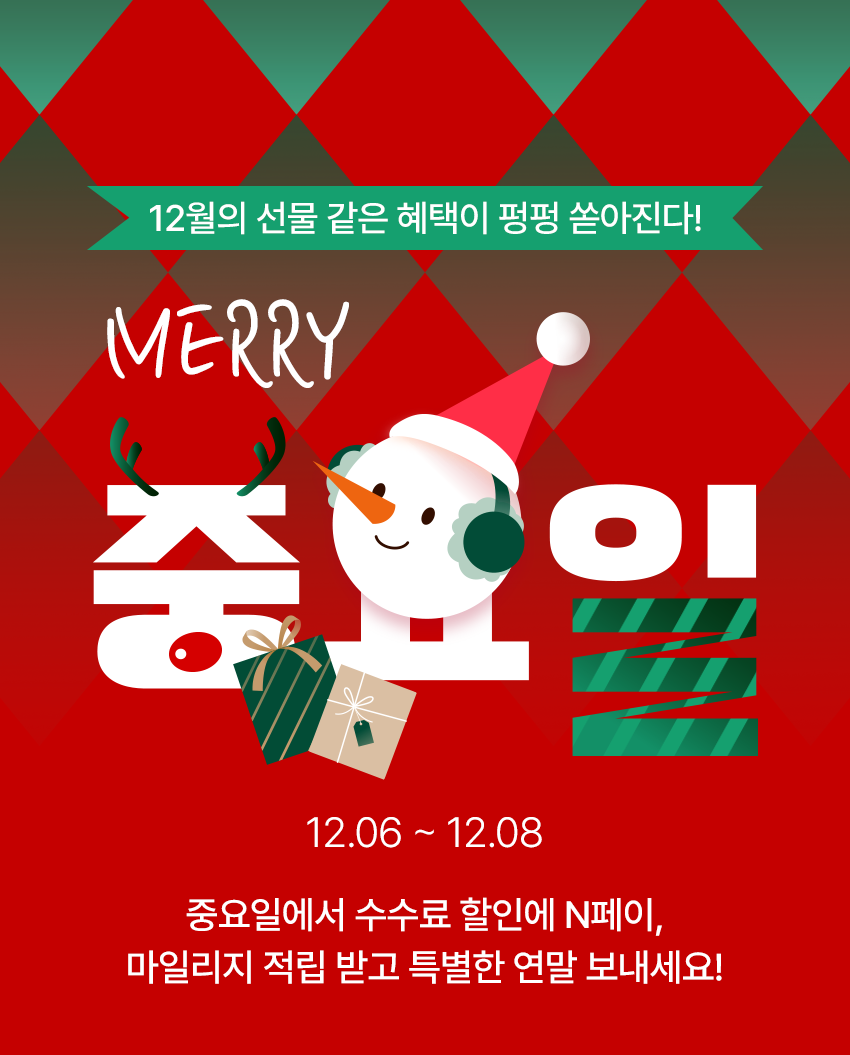 12월의 선물 같은 혜택이 펑펑 쏟아진다!
MERRY
중요일
12.06 ~ 12.08
중요일에서 수수료 할인에 N페이,
마일리지 적립 받고 특별한 연말 보내세요!